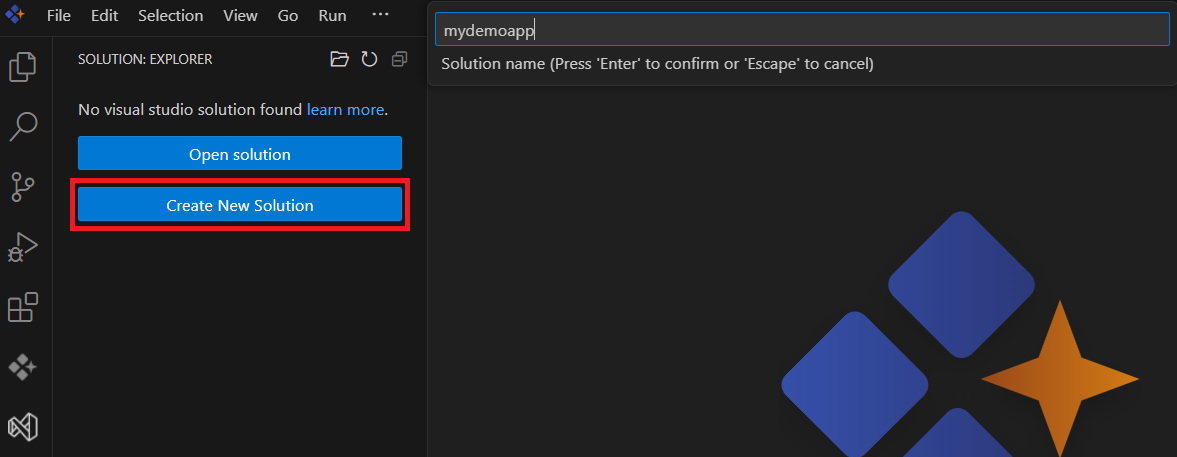 File Edit Selection View Go Run ...
mydemoapp
Solution name (Press 'Enter' to confirm or 'Escape' to cancel)
SOLUTION: EXPLORER
No visual studio solution found learn more.
Open solution
Create New Solution